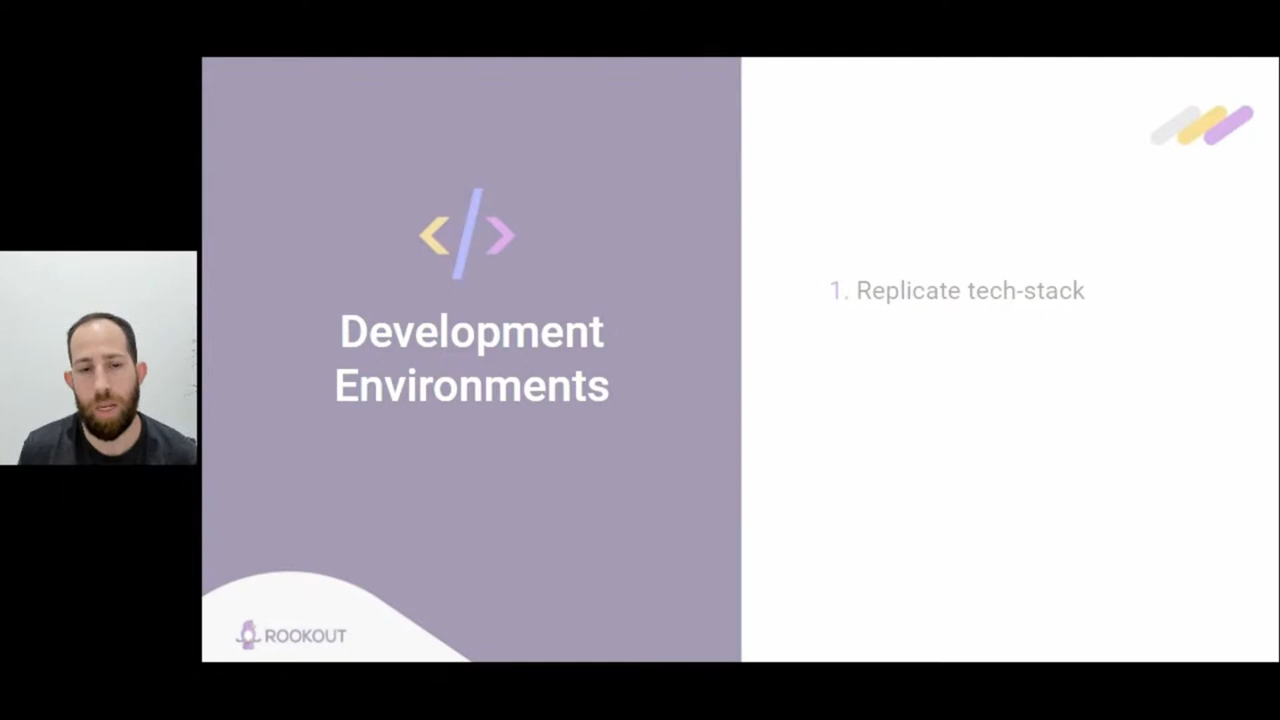 Development
Environments
1. Replicate tech-stack
ROOKOUT